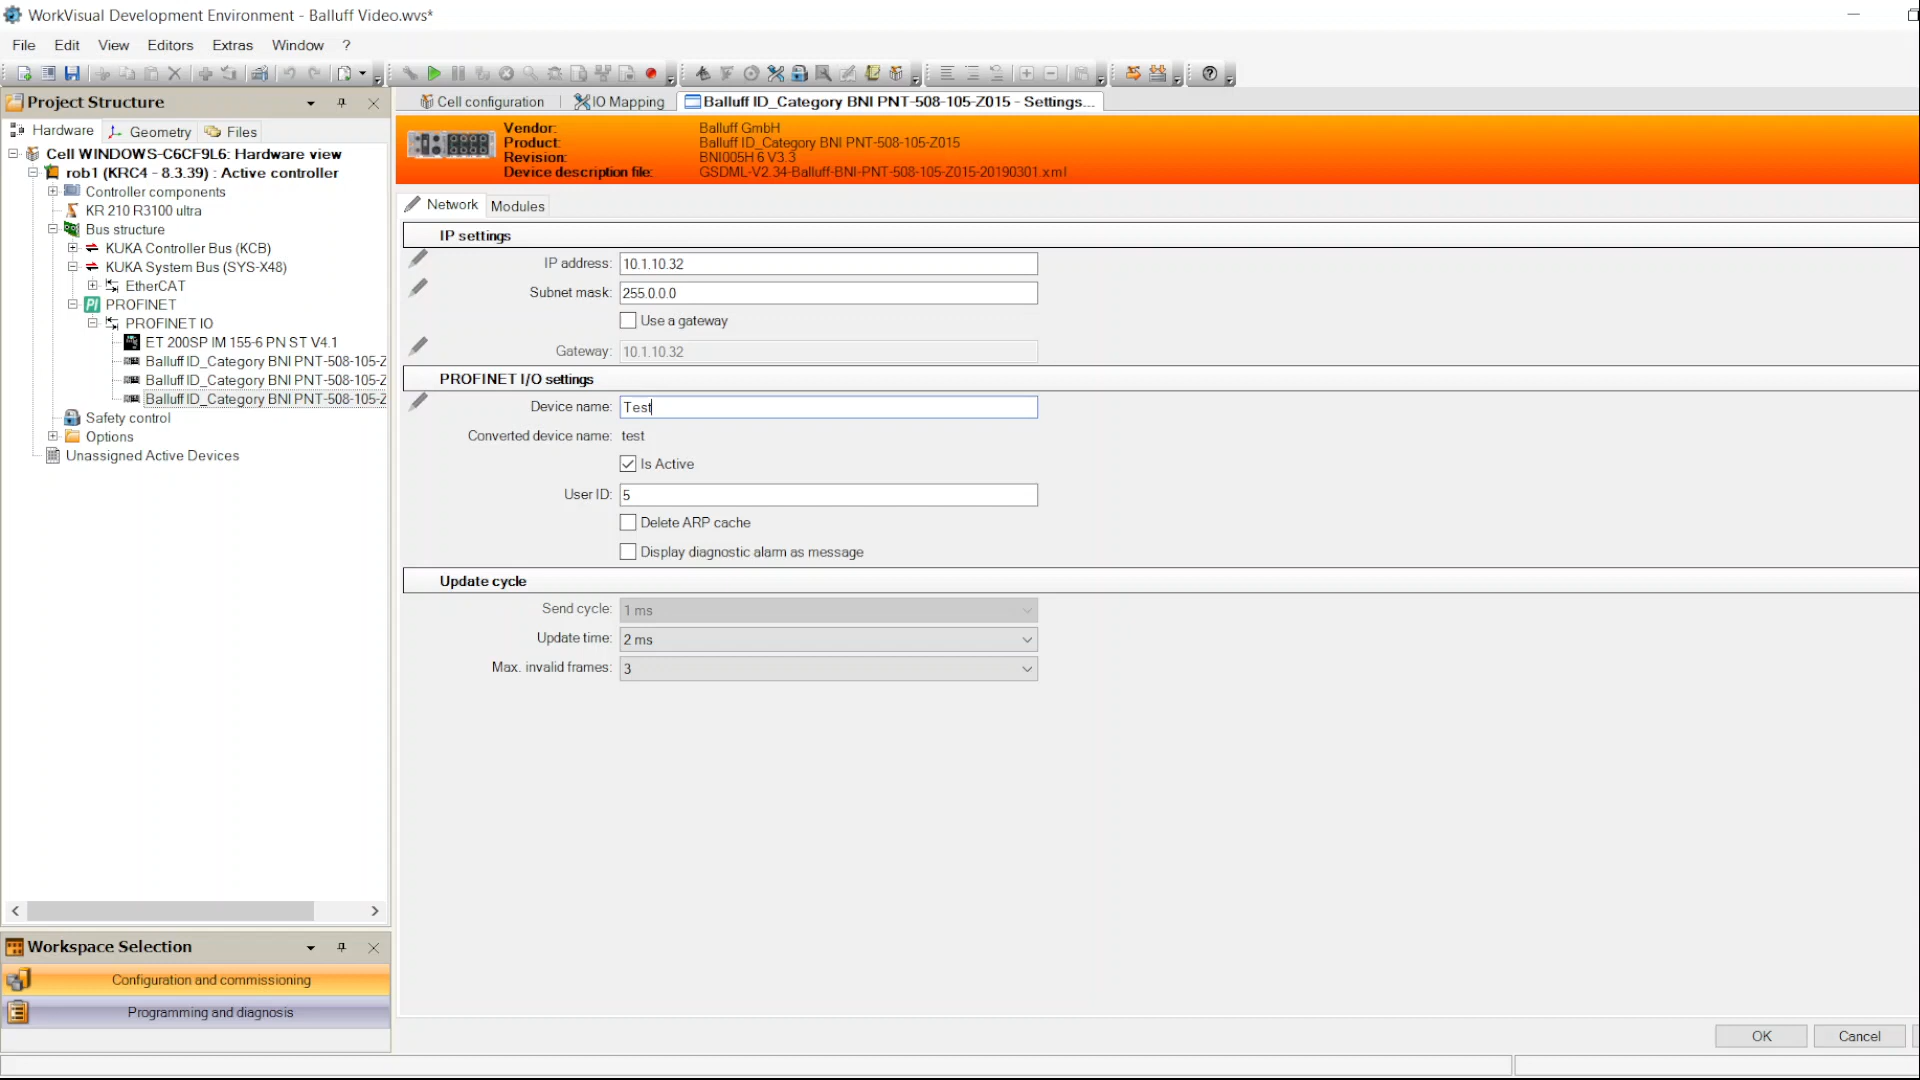 WorkVisual Development Environment - Balluff Video.wvs*
File Edit View Editors Extras Window ?
Project Structure
Hardware Geometry Files
Cell WINDOWS-C6CF9L6: Hardware view
rob1 (KRC4 - 8.3.39) : Active controller
Controller components
KR 210 R3100 ultra
Bus structure
KUKA Controller Bus (KCB)
KUKA System Bus (SYS-X48)
EtherCAT
PROFINET
PROFINET IO
ET 200SP IM 155-6 PN ST V4.1
Balluff ID_Category BNI PNT-508-105-Z
Balluff ID_Category BNI PNT-508-105-Z
Balluff ID_Category BNI PNT-508-105-Z
Safety control
Options
Unassigned Active Devices
Workspace Selection
Configuration and commissioning
Programming and diagnosis
Cell configuration IO Mapping Balluff ID_Category BNI PNT-508-105-Z015 - Settings...
Vendor: Balluff GmbH
Product: Balluff ID_Category BNI PNT-508-105-Z015
Revision: BNI005H 6 V3.3
Device description file: GSDML-V2.34-Balluff-BNI-PNT-508-105-Z015-20190301.xml
Network Modules
IP settings
IP address: 10.1.10.32
Subnet mask: 255.0.0.0
Use a gateway
Gateway: 10.1.10.32
PROFINET I/O settings
Device name: Test
Converted device name: test
Is Active
User ID: 5
Delete ARP cache
Display diagnostic alarm as message
Update cycle
Send cycle: 1 ms
Update time: 2 ms
Max. invalid frames: 3
OK Cancel